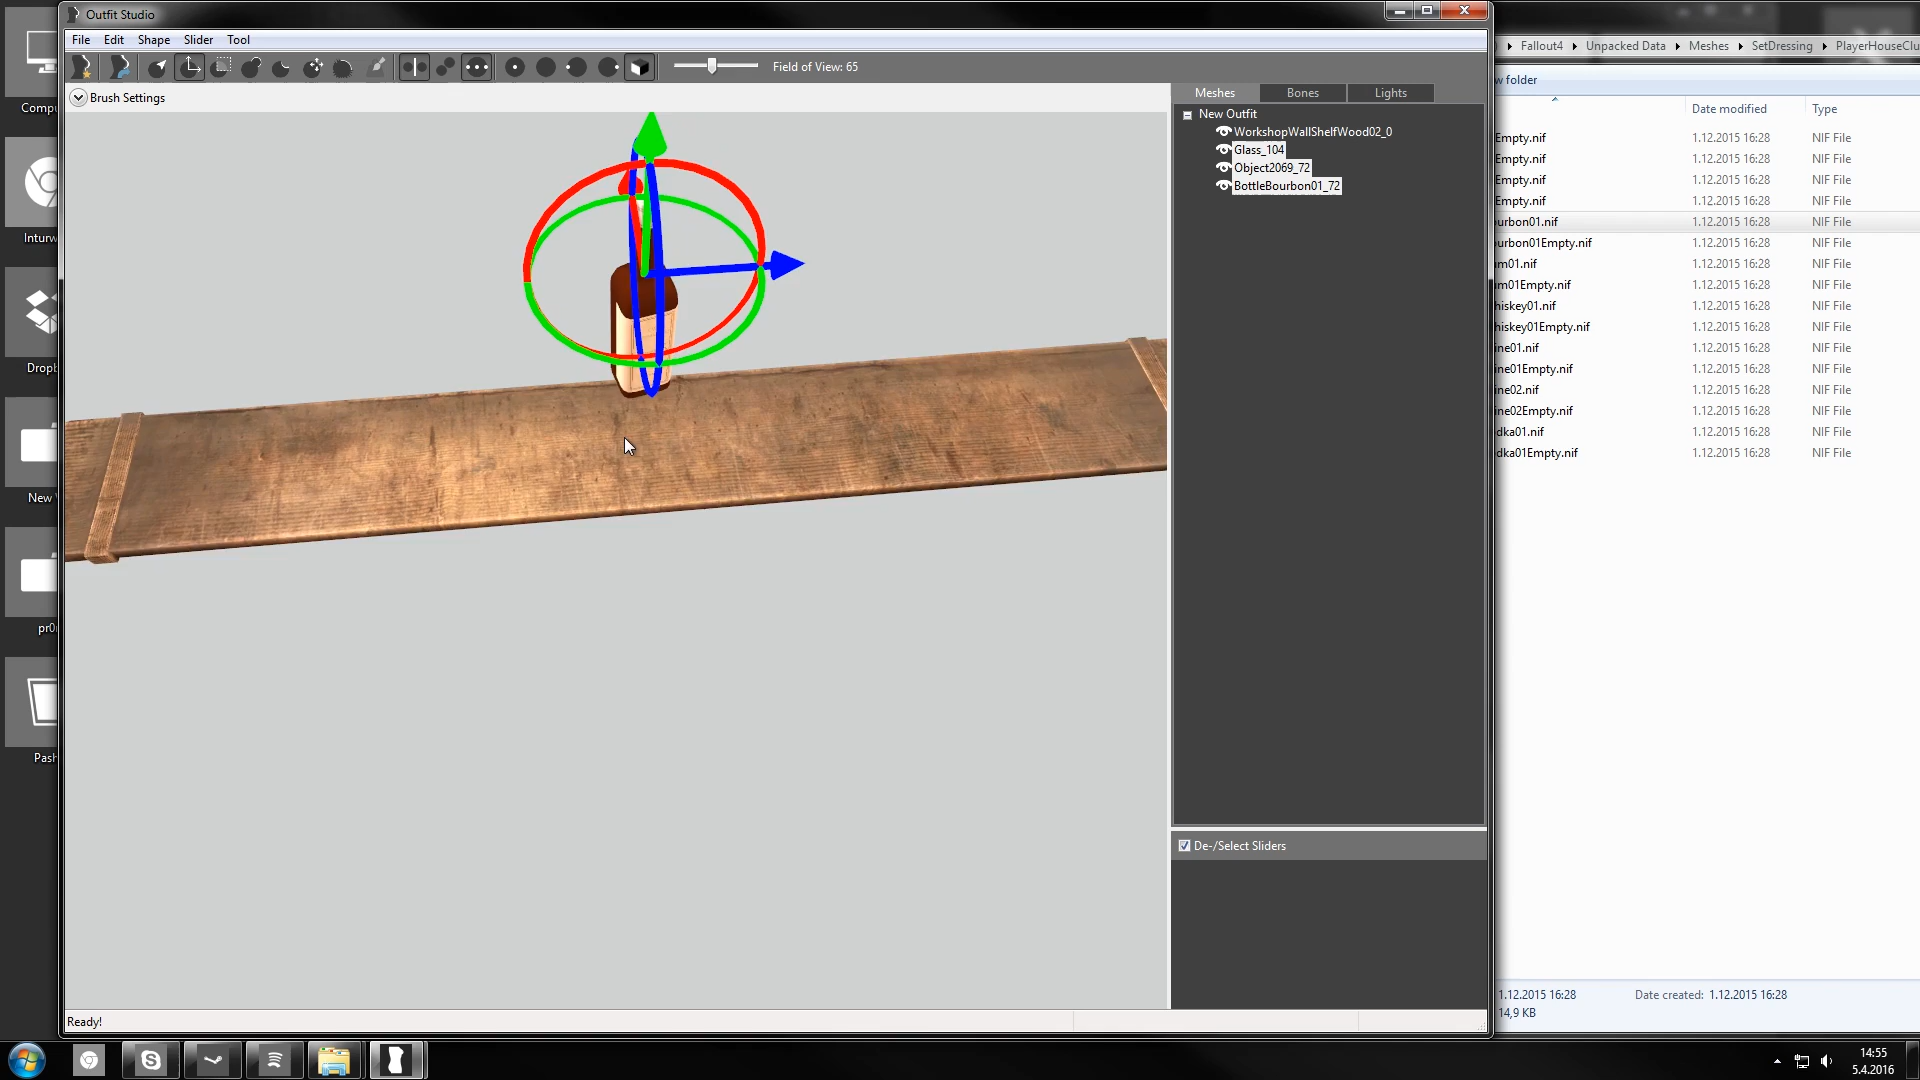 Outfit Studio
File Edit Shape Slider Tool
Field of View: 65
Brush Settings
Meshes Bones Lights
New Outfit
WorkshopWallShelfWood02_0
Glass_104
Object2069_72
BottleBourbon01_72
De-/Select Sliders
Ready!
Fallout4 Unpacked Data Meshes SetDressing PlayerHouseClu
w folder
Date modified Type
Empty.nif 1.12.2015 16:28 NIF File
Empty.nif 1.12.2015 16:28 NIF File
Empty.nif 1.12.2015 16:28 NIF File
Empty.nif 1.12.2015 16:28 NIF File
urbon01.nif 1.12.2015 16:28 NIF File
urbon01Empty.nif 1.12.2015 16:28 NIF File
m01.nif 1.12.2015 16:28 NIF File
m01Empty.nif 1.12.2015 16:28 NIF File
hiskey01.nif 1.12.2015 16:28 NIF File
hiskey01Empty.nif 1.12.2015 16:28 NIF File
ine01.nif 1.12.2015 16:28 NIF File
ine01Empty.nif 1.12.2015 16:28 NIF File
ine02.nif 1.12.2015 16:28 NIF File
ine02Empty.nif 1.12.2015 16:28 NIF File
dka01.nif 1.12.2015 16:28 NIF File
dka01Empty.nif 1.12.2015 16:28 NIF File
1.12.2015 16:28 Date created: 1.12.2015 16:28
14,9 KB
Compu
Inturw
Dropb
New
pr0
Pash
14:55
5.4.2016